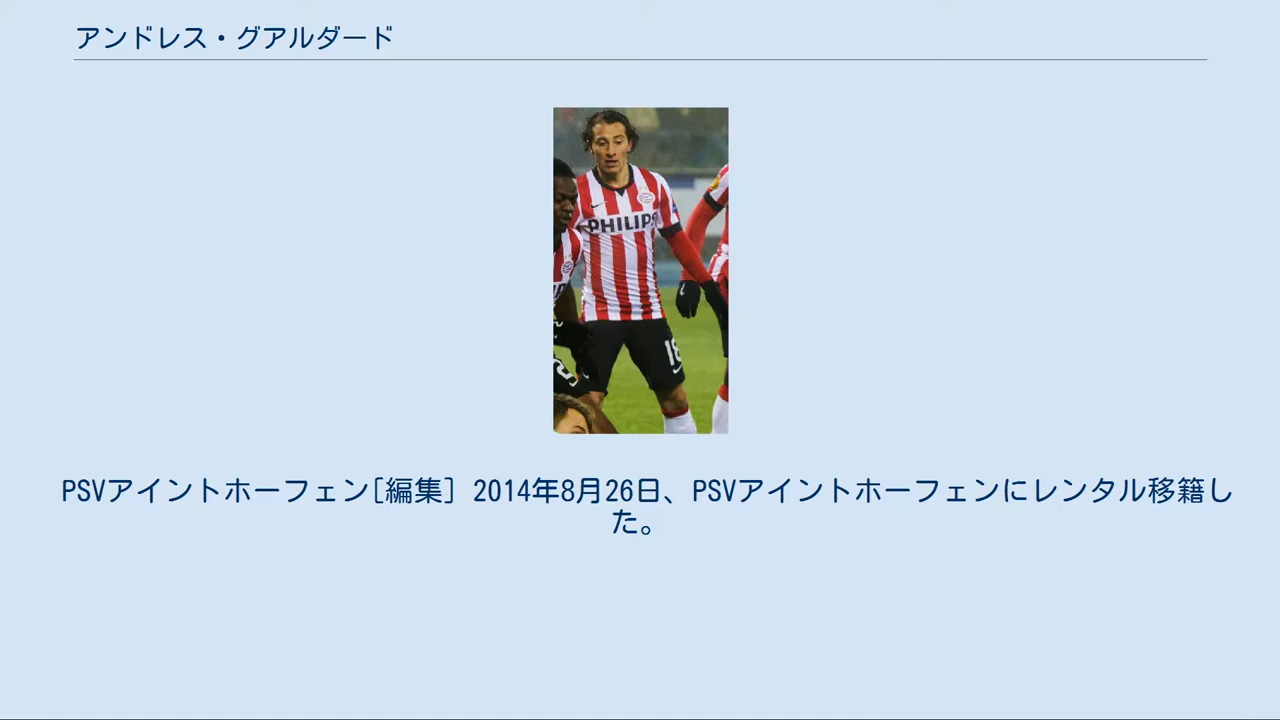 アンドレス・グアルダード
PHILIPS
18
2
PSVアイントホーフェン[編集] 2014年8月26日、PSVアイントホーフェンにレンタル移籍し
た。